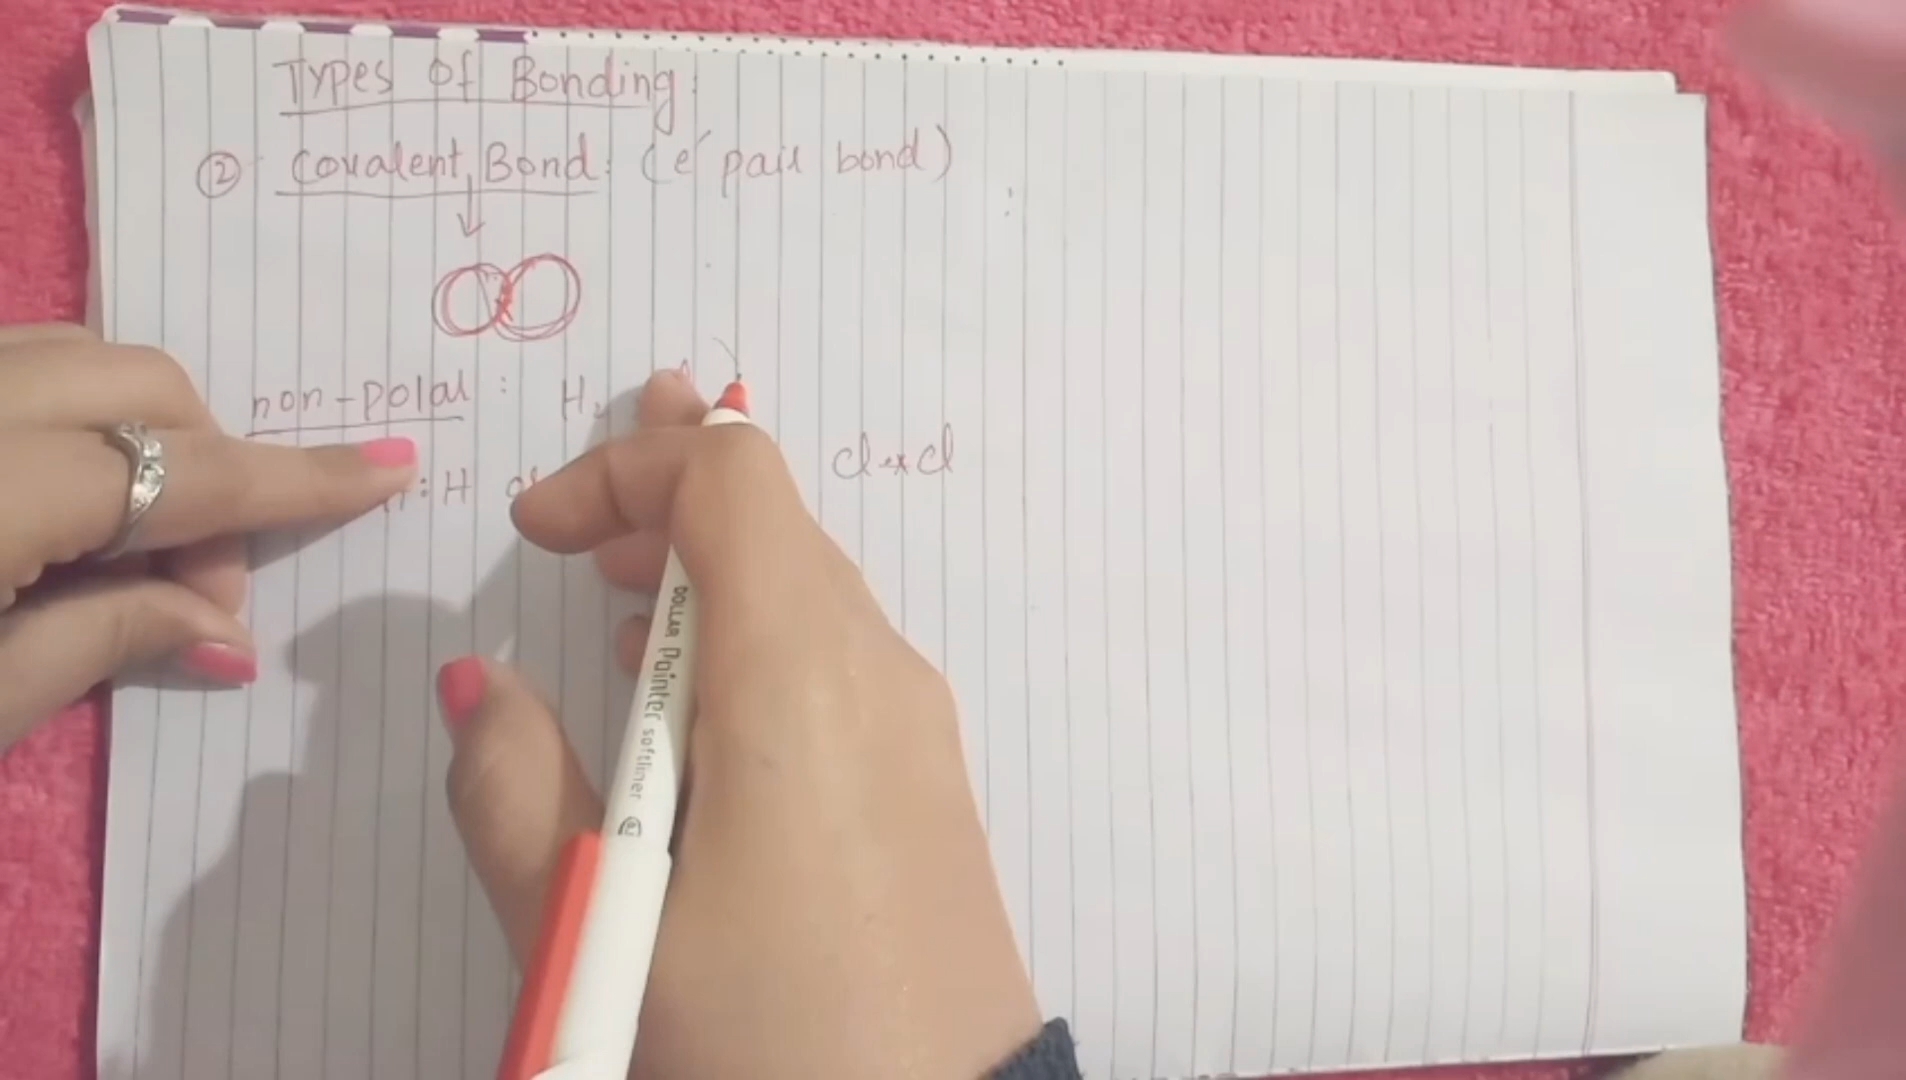 Types of Bonding:
② Covalent Bond: (e⁻ pair bond)
non-polar : H₂
: H
Cl•×Cl
DOLLAR Pointer softliner